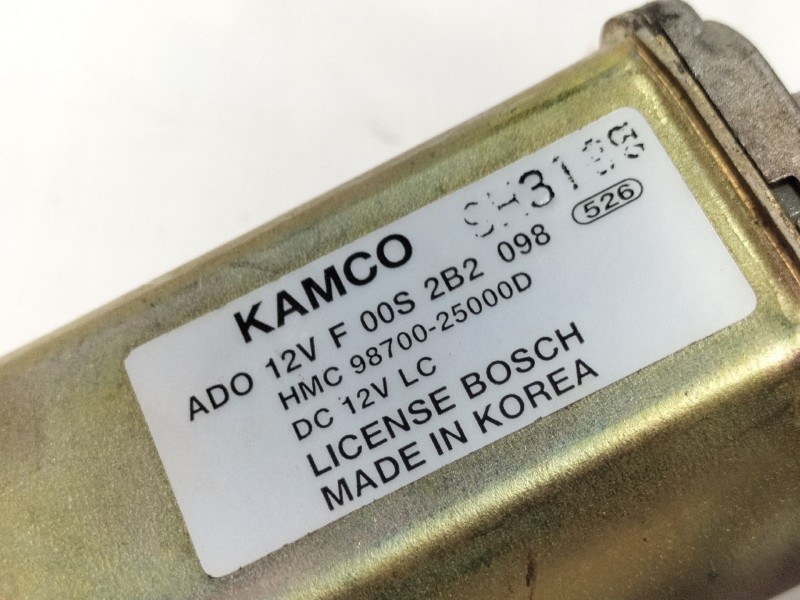 KAMCO
526
ADO 12V F 00S 2B2 098
HMC 98700-25000D
DC 12V LC
LICENSE BOSCH
MADE IN KOREA